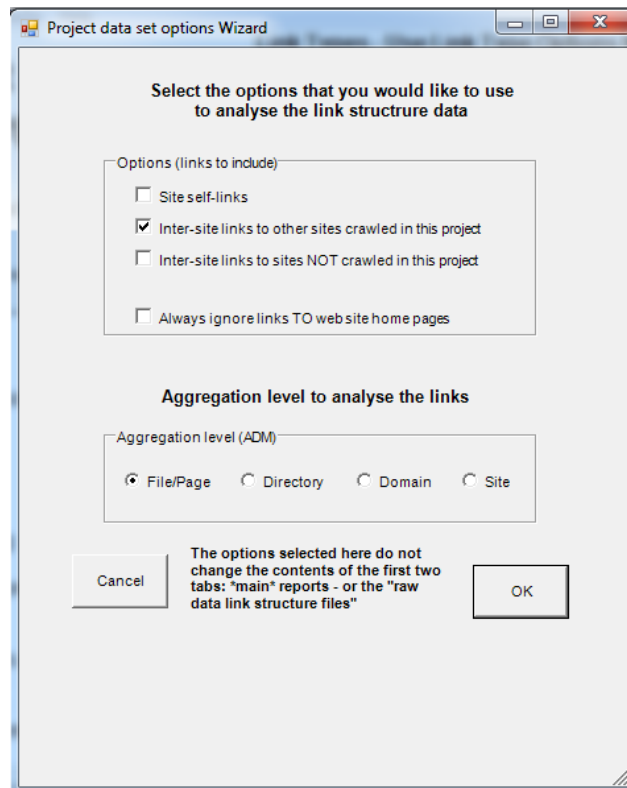 Project data set options Wizard
Select the options that you would like to use
to analyse the link structrure data
Options (links to include)
Site self-links
Inter-site links to other sites crawled in this project
Inter-site links to sites NOT crawled in this project
Always ignore links TO web site home pages
Aggregation level to analyse the links
Aggregation level (ADM)
File/Page Directory Domain Site
Cancel
The options selected here do not
change the contents of the first two
tabs: *main* reports - or the "raw
data link structure files"
OK